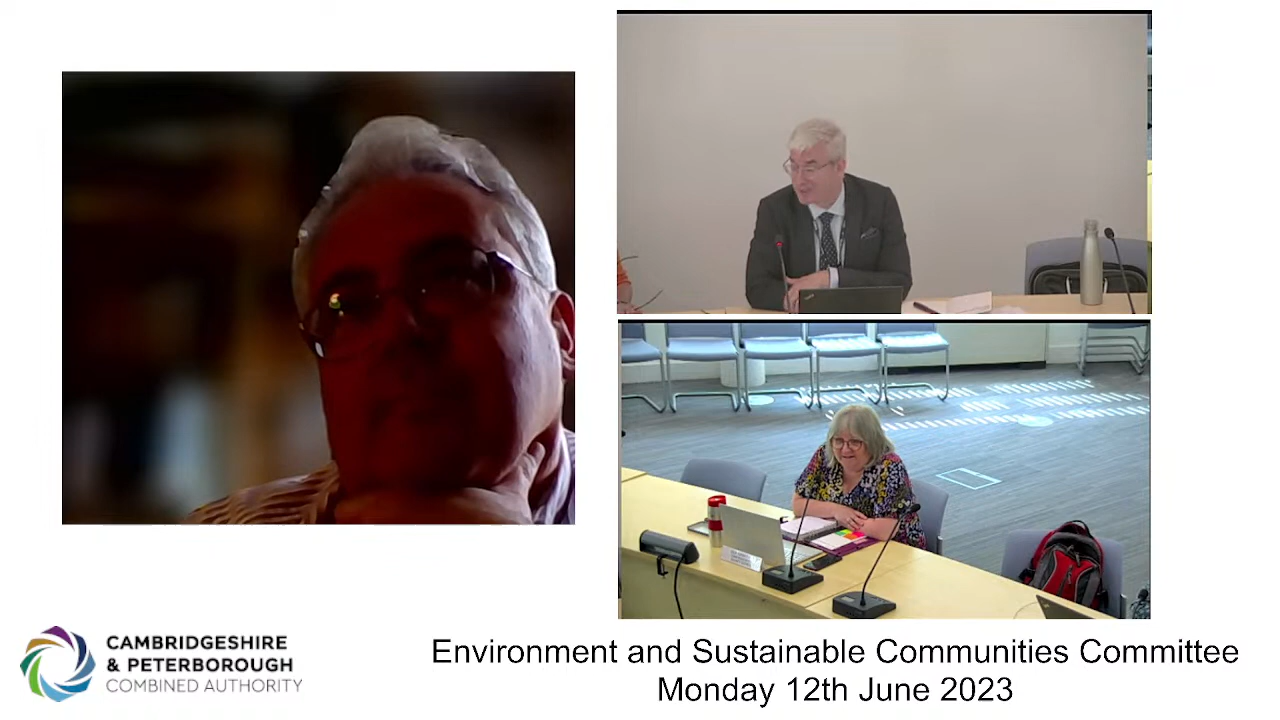 CAMBRIDGESHIRE
& PETERBOROUGH
COMBINED AUTHORITY
Environment and Sustainable Communities Committee
Monday 12th June 2023